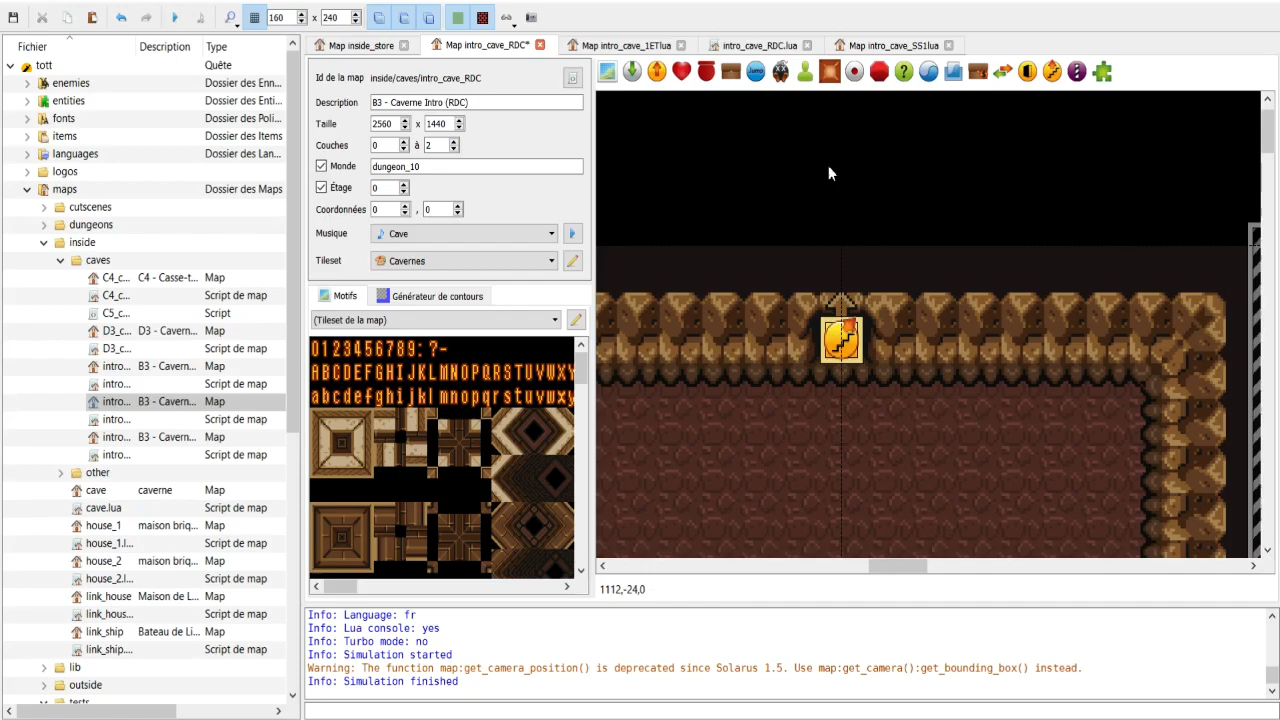 160 x 240
Fichier Description Type
tott Quête
enemies Dossier des Enn...
entities Dossier des Enti...
fonts Dossier des Poli...
items Dossier des Items
languages Dossier des Lan...
logos
maps Dossier des Maps
cutscenes
dungeons
inside
caves
C4_c... C4 - Casse-t... Map
C4_c... Script de map
C5_c... Script
D3_c... D3 - Cavern... Map
D3_c... Script de map
intro... B3 - Cavern... Map
intro... Script de map
intro... B3 - Cavern... Map
intro... Script de map
intro... B3 - Cavern... Map
intro... Script de map
other
cave caverne Map
cave.lua Script de map
house_1 maison briq... Map
house_1.l... Script de map
house_2 maison briq... Map
house_2.l... Script de map
link_house Maison de L... Map
link_hous... Script de map
link_ship Bateau de Li... Map
link_ship.... Script de map
lib
outside
tests
Map inside_store Map intro_cave_RDC* Map intro_cave_1ETlua intro_cave_RDC.lua Map intro_cave_SS1lua
Id de la map inside/caves/intro_cave_RDC
Description B3 - Caverne Intro (RDC)
Taille 2560 x 1440
Couches 0 à 2
Monde dungeon_10
Étage 0
Coordonnées 0 , 0
Musique Cave
Tileset Cavernes
Motifs Générateur de contours
(Tileset de la map)
0123456789:?-
ABCDEFGHIJKLMNOPQRSTUVWXY
abcdefghijklmnopqrstuvwxy
Jump
1112,-24,0
Info: Language: fr
Info: Lua console: yes
Info: Turbo mode: no
Info: Simulation started
Warning: The function map:get_camera_position() is deprecated since Solarus 1.5. Use map:get_camera():get_bounding_box() instead.
Info: Simulation finished